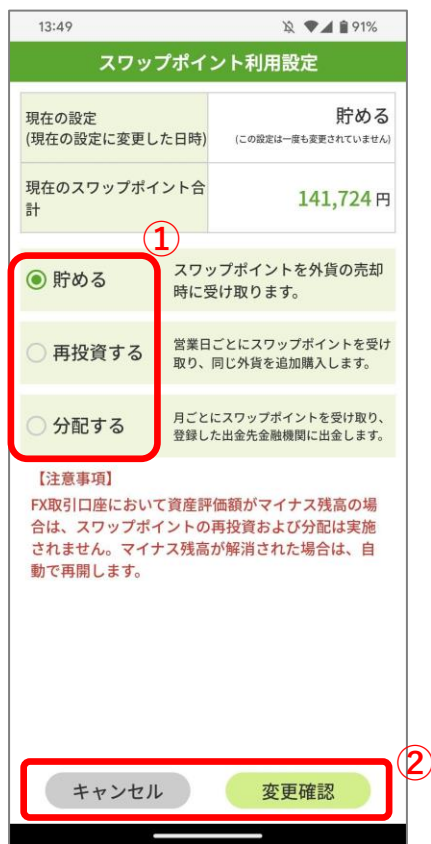 13:49
91%
スワップポイント利用設定
現在の設定
(現在の設定に変更した日時)
貯める
(この設定は一度も変更されていません)
現在のスワップポイント合
計
141,724 円
①
貯める
スワップポイントを外貨の売却
時に受け取ります。
再投資する
営業日ごとにスワップポイントを受け
取り、同じ外貨を追加購入します。
分配する
月ごとにスワップポイントを受け取り、
登録した出金先金融機関に出金します。
【注意事項】
FX取引口座において資産評価額がマイナス残高の場
合は、スワップポイントの再投資および分配は実施
されません。マイナス残高が解消された場合は、自
動で再開します。
②
キャンセル
変更確認